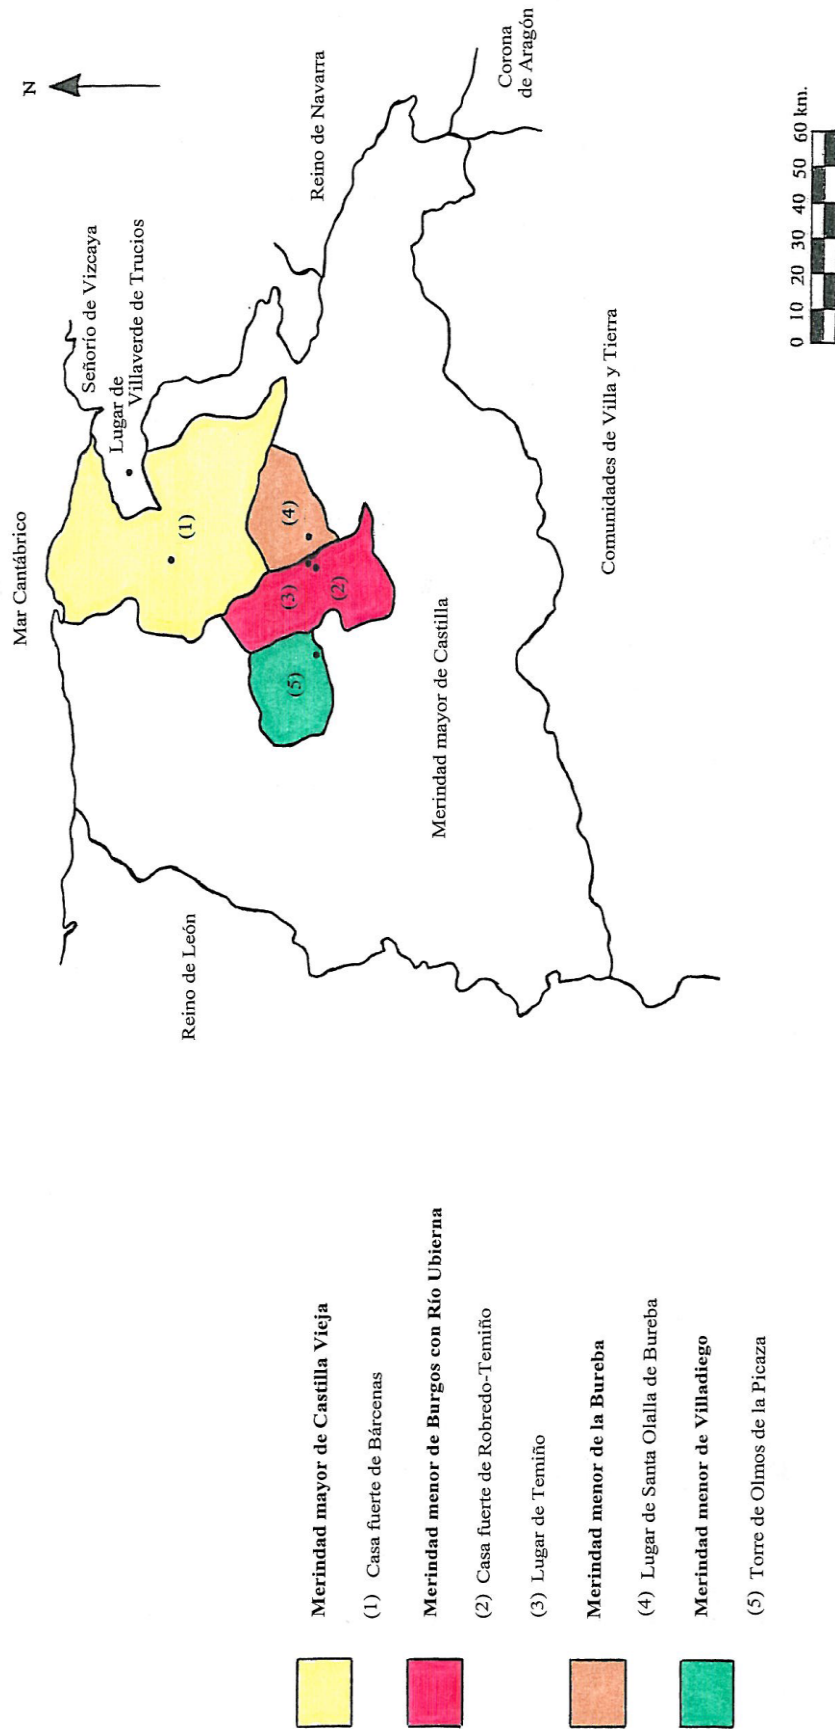 N
Mar Cantábrico
Señorío de Vizcaya
Lugar de
Villaverde de Trucios
Reino de León
Reino de Navarra
Corona
de Aragón
(1)
(4)
(3)
(2)
(5)
Merindad mayor de Castilla
Comunidades de Villa y Tierra
0 10 20 30 40 50 60 km.
Merindad mayor de Castilla Vieja
(1) Casa fuerte de Bárcenas
Merindad menor de Burgos con Río Ubierna
(2) Casa fuerte de Robredo-Temiño
(3) Lugar de Temiño
Merindad menor de la Bureba
(4) Lugar de Santa Olalla de Bureba
Merindad menor de Villadiego
(5) Torre de Olmos de la Picaza